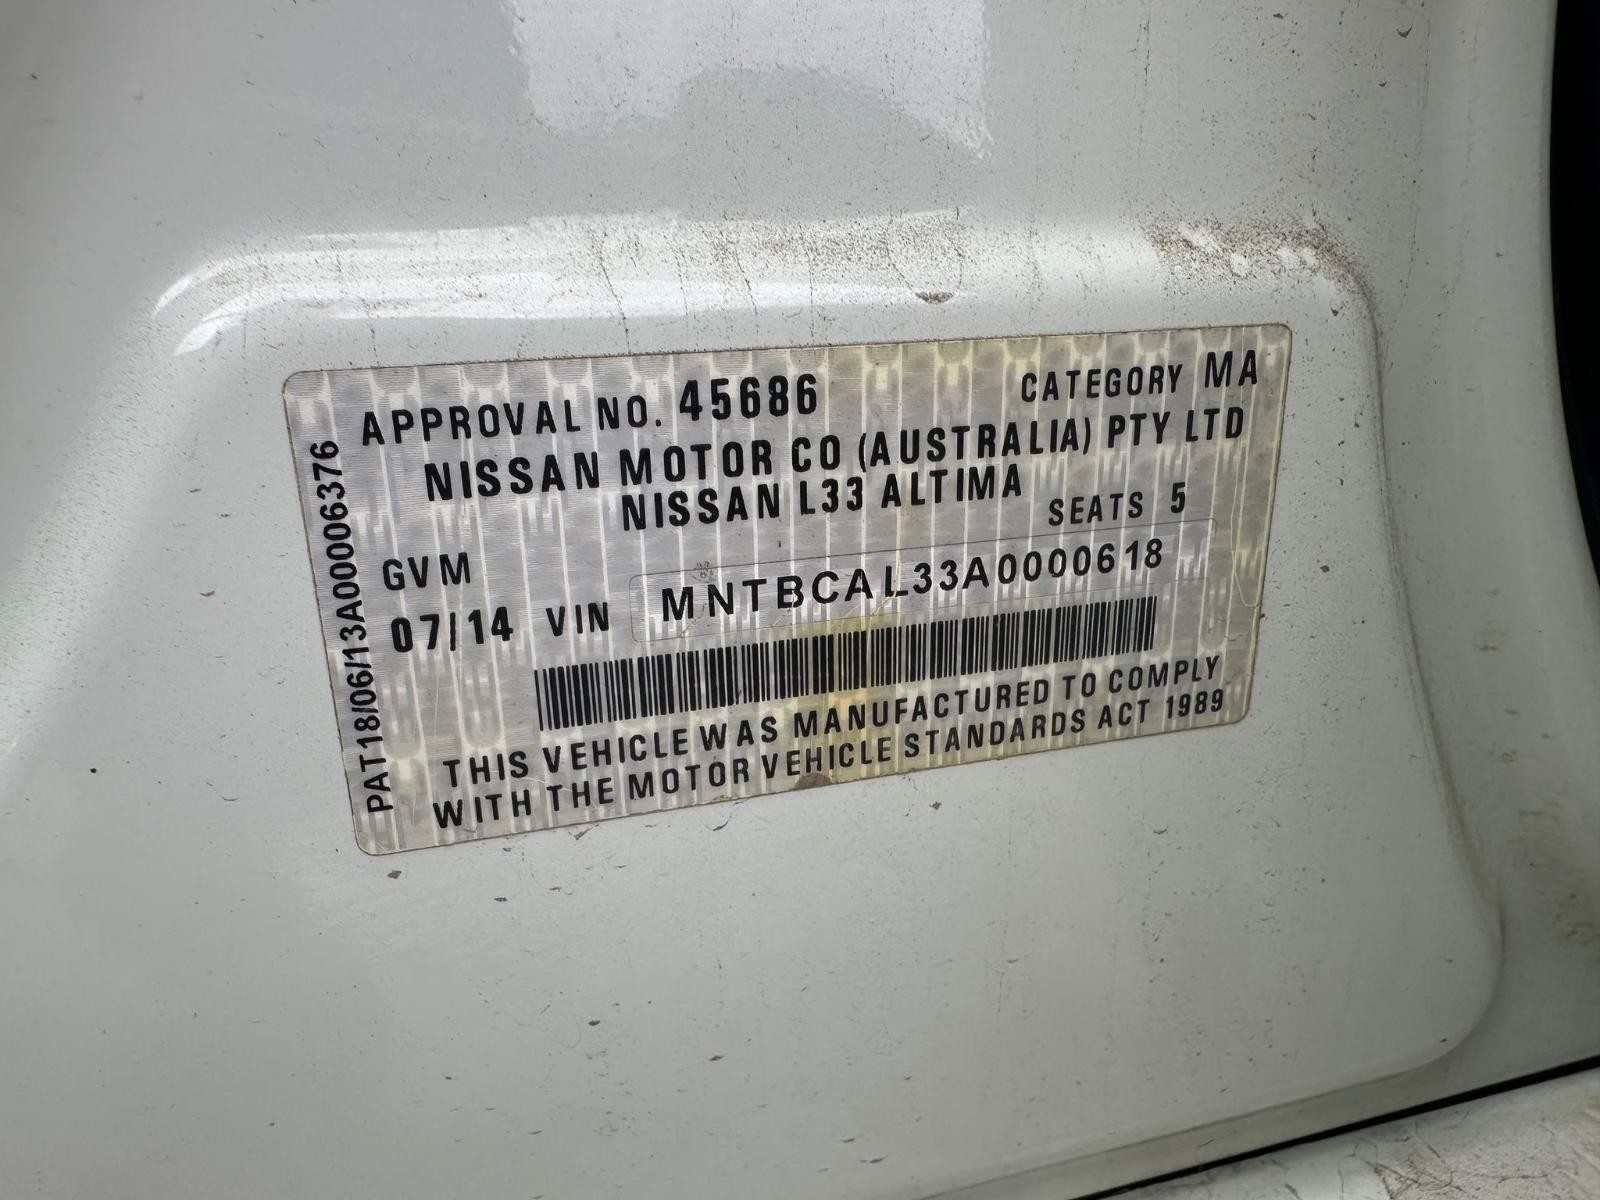 APPROVAL NO. 45686 CATEGORY MA
NISSAN MOTOR CO (AUSTRALIA) PTY LTD
NISSAN L33 ALTIMA
SEATS 5
GVM
07/14 VIN MNTBCAL33A0000618
THIS VEHICLE WAS MANUFACTURED TO COMPLY
WITH THE MOTOR VEHICLE STANDARDS ACT 1989
PAT18/06/13A00006376